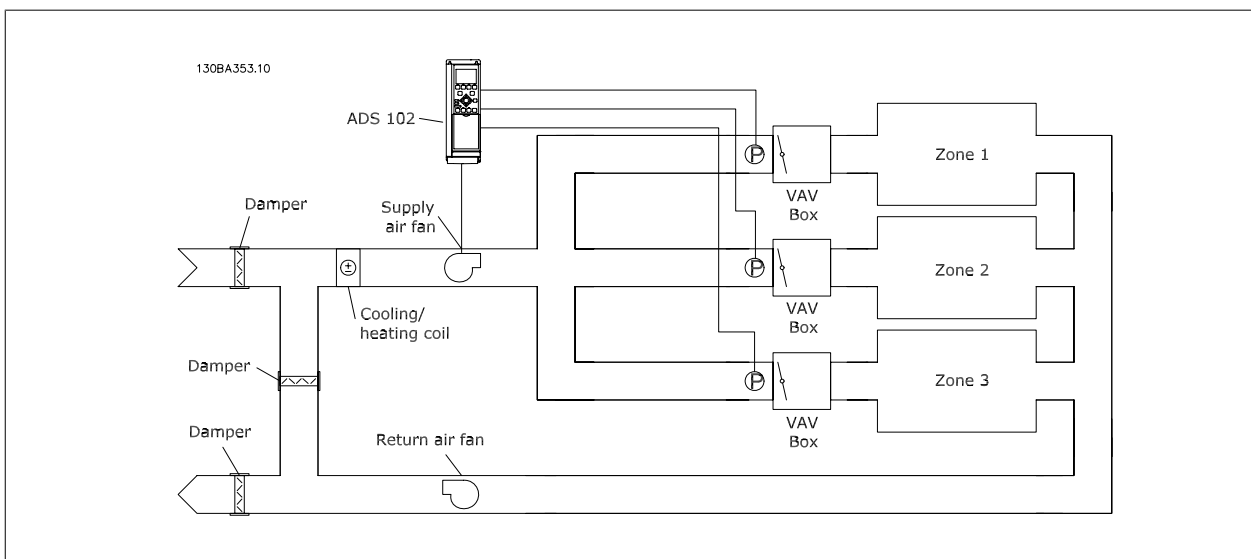 130BA353.10
ADS 102
Damper
Supply
air fan
Cooling/
heating coil
P
VAV
Box
Zone 1
P
VAV
Box
Zone 2
P
VAV
Box
Zone 3
Damper
Damper
Return air fan